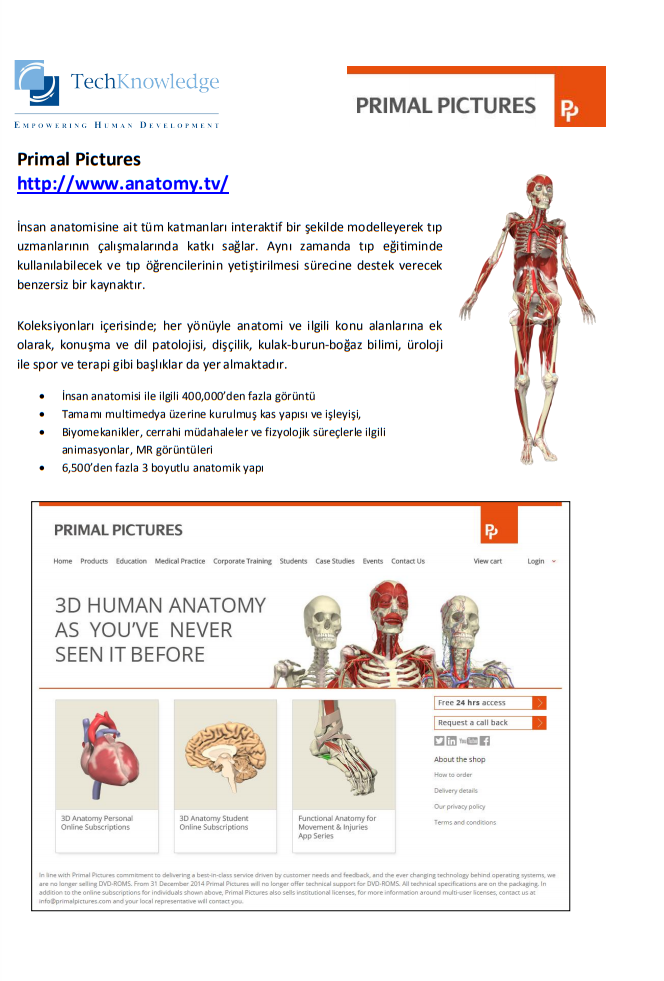 TechKnowledge
EMPOWERING HUMAN DEVELOPMENT
PRIMAL PICTURES
Pp
Primal Pictures
http://www.anatomy.tv/
İnsan anatomisine ait tüm katmanları interaktif bir şekilde modelleyerek tıp
uzmanlarının çalışmalarında katkı sağlar. Aynı zamanda tıp eğitiminde
kullanılabilecek ve tıp öğrencilerinin yetiştirilmesi sürecine destek verecek
benzersiz bir kaynaktır.
Koleksiyonları içerisinde; her yönüyle anatomi ve ilgili konu alanlarına ek
olarak, konuşma ve dil patolojisi, dişçilik, kulak-burun-boğaz bilimi, üroloji
ile spor ve terapi gibi başlıklar da yer almaktadır.
• İnsan anatomisi ile ilgili 400,000’den fazla görüntü
• Tamamı multimedya üzerine kurulmuş kas yapısı ve işleyişi,
• Biyomekanikler, cerrahi müdahaleler ve fizyolojik süreçlerle ilgili
animasyonlar, MR görüntüleri
• 6,500’den fazla 3 boyutlu anatomik yapı
PRIMAL PICTURES
Pp
Home Products Education Medical Practice Corporate Training Students Case Studies Events Contact Us View cart Login
3D HUMAN ANATOMY
AS YOU’VE NEVER
SEEN IT BEFORE
Free 24 hrs access
Request a call back
You Tube
About the shop
How to order
Delivery details
Our privacy policy
Terms and conditions
3D Anatomy Personal
Online Subscriptions
3D Anatomy Student
Online Subscriptions
Functional Anatomy for
Movement & Injuries
App Series
In line with Primal Pictures commitment to delivering a best-in-class service driven by customer needs and feedback, and the ever changing technology behind operating systems, we
are no longer selling DVD-ROMS. From 31 December 2014 Primal Pictures will no longer offer technical support for DVD-ROMS. All technical specifications are on the packaging. In
addition to the online subscriptions for individuals shown above, Primal Pictures also sells institutional licenses, for more information around multi-user licenses, contact us at
info@primalpictures.com and your local representative will contact you.